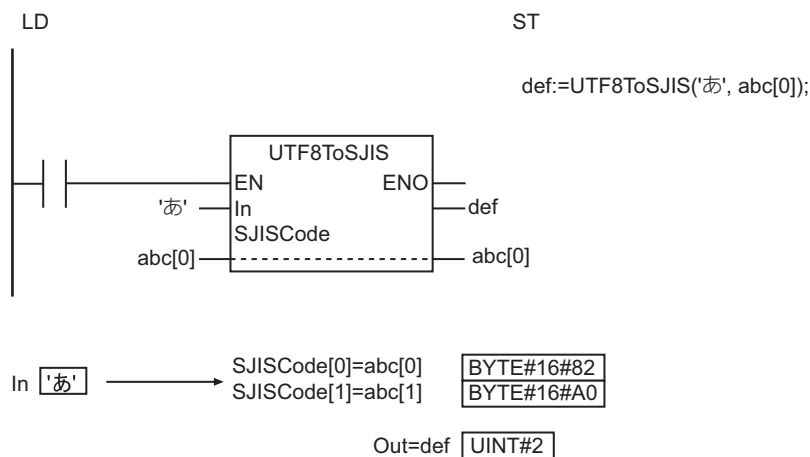 LD
ST
def:=UTF8ToSJIS('あ', abc[0]);
UTF8ToSJIS
EN ENO
'あ' In def
SJISCode
abc[0] abc[0]
In 'あ'
SJISCode[0]=abc[0] BYTE#16#82
SJISCode[1]=abc[1] BYTE#16#A0
Out=def UINT#2